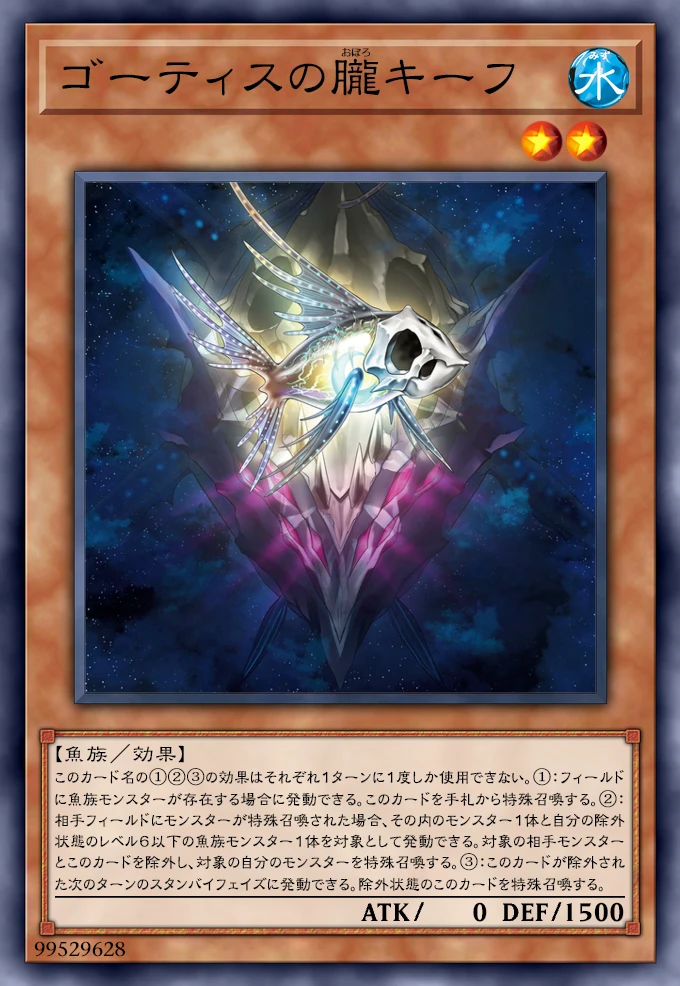 おぼろ
ゴーティスの朧キーフ
みず
水
【魚族／効果】
このカード名の①②③の効果はそれぞれ1ターンに1度しか使用できない。①：フィールド
に魚族モンスターが存在する場合に発動できる。このカードを手札から特殊召喚する。②：
相手フィールドにモンスターが特殊召喚された場合、その内のモンスター1体と自分の除外
状態のレベル6以下の魚族モンスター1体を対象として発動できる。対象の相手モンスター
とこのカードを除外し、対象の自分のモンスターを特殊召喚する。③：このカードが除外され
た次のターンのスタンバイフェイズに発動できる。除外状態のこのカードを特殊召喚する。
ATK/ 0 DEF/1500
99529628